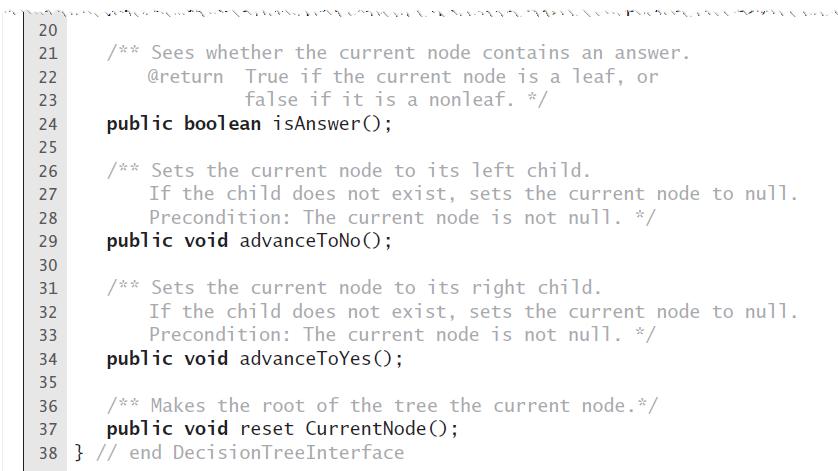 20
21 /** Sees whether the current node contains an answer.
22 @return True if the current node is a leaf, or
23 false if it is a nonleaf. */
24 public boolean isAnswer();
25
26 /** Sets the current node to its left child.
27 If the child does not exist, sets the current node to null.
28 Precondition: The current node is not null. */
29 public void advanceToNo();
30
31 /** Sets the current node to its right child.
32 If the child does not exist, sets the current node to null.
33 Precondition: The current node is not null. */
34 public void advanceToYes();
35
36 /** Makes the root of the tree the current node.*/
37 public void reset CurrentNode();
38 } // end DecisionTreeInterface